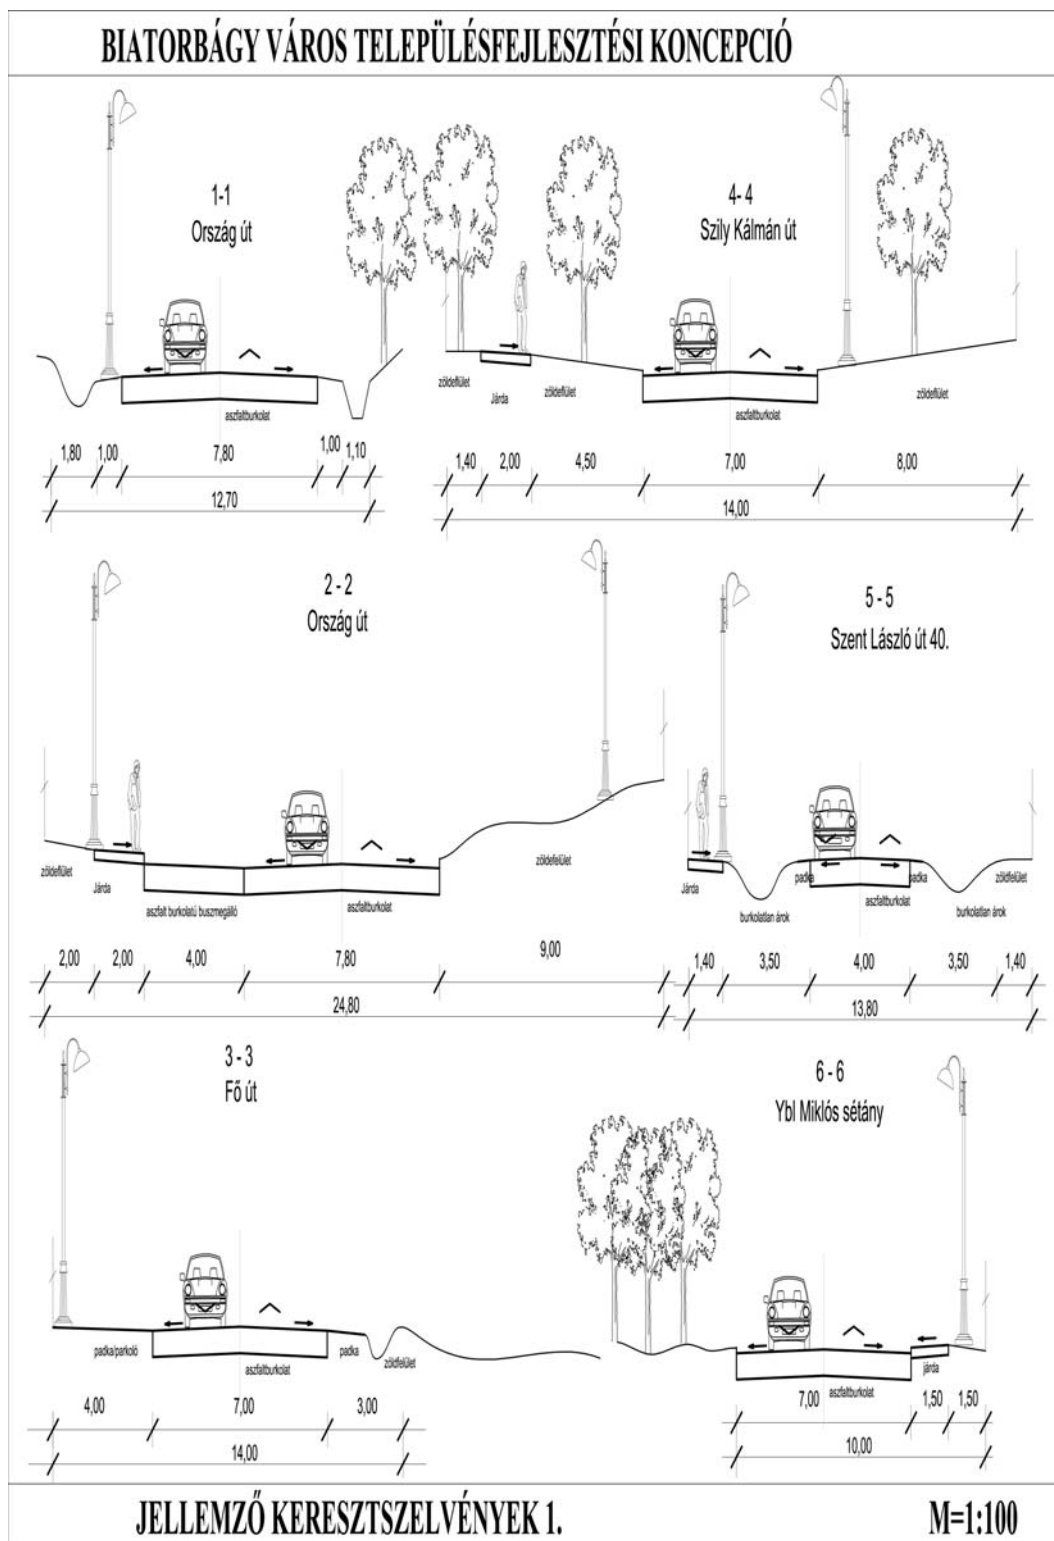 BIATORBÁGY VÁROS TELEPÜLÉSFEJLESZTÉSI KONCEPCIÓ
1-1
Ország út
aszfaltburkolat
1,80 1,00 7,80 1,00 1,10
12,70
4- 4
Szily Kálmán út
zöldeflület
Járda
zöldeflület
aszfaltburkolat
zöldeflület
1,40 2,00 4,50 7,00 8,00
14,00
2 - 2
Ország út
zöldeflület
Járda
aszfalt burkolatú buszmegálló
aszfaltburkolat
zöldefelület
2,00 2,00 4,00 7,80 9,00
24,80
5 - 5
Szent László út 40.
Járda
padka
burkolatlan árok
aszfaltburkolat
padka
burkolatlan árok
zöldfelület
1,40 3,50 4,00 3,50 1,40
13,80
3 - 3
Fő út
padka/parkoló
aszfaltburkolat
padka
zöldfelület
4,00 7,00 3,00
14,00
6 - 6
Ybl Miklós sétány
aszfaltburkolat
járda
7,00 1,50 1,50
10,00
JELLEMZŐ KERESZTSZELVÉNYEK 1.
M=1:100